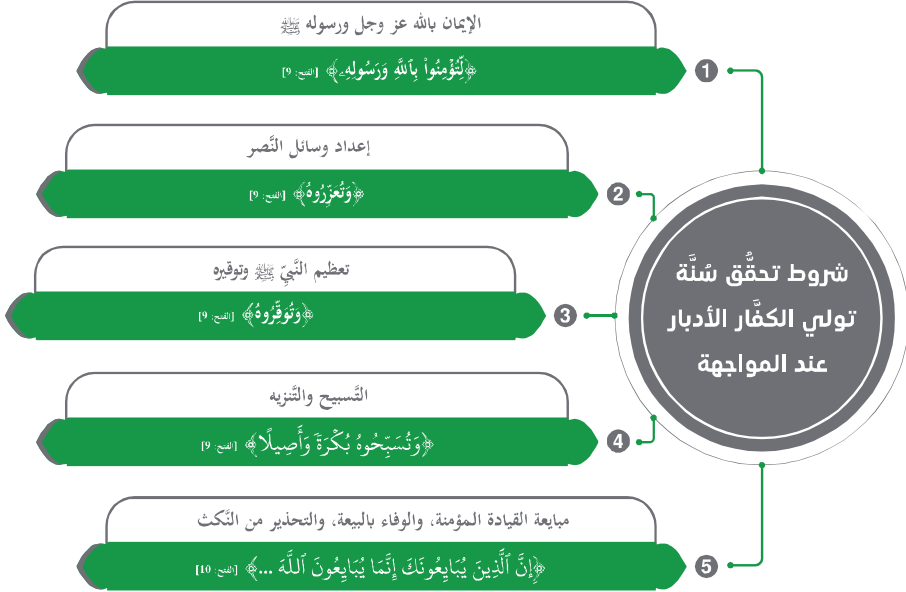 شروط تحقُّق سُنَّة
تولي الكفَّار الأدبار
عند المواجهة
1
الإيمان بالله عز وجل ورسوله ﷺ
﴿لِّتُؤْمِنُواْ بِٱللَّهِ وَرَسُولِهِۦ﴾ [الفتح: 9]
2
إعداد وسائل النَّصر
﴿وَتُعَزِّرُوهُ﴾ [الفتح: 9]
3
تعظيم النَّبيّ ﷺ وتوقيره
﴿وَتُوَقِّرُوهُ﴾ [الفتح: 9]
4
التَّسبيح والتَّنزيه
﴿وَتُسَبِّحُوهُ بُكْرَةً وَأَصِيلًا﴾ [الفتح: 9]
5
مبايعة القيادة المؤمنة، والوفاء بالبيعة، والتحذير من النَّكث
﴿إِنَّ ٱلَّذِينَ يُبَايِعُونَكَ إِنَّمَا يُبَايِعُونَ ٱللَّهَ ...﴾ [الفتح: 10]